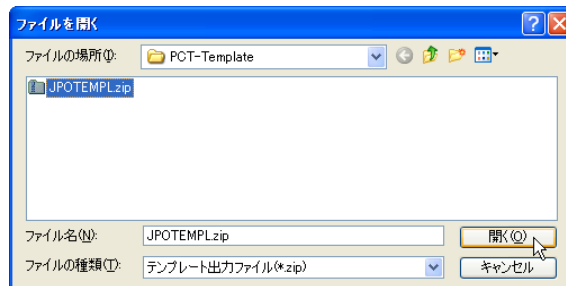 ファイルを開く
ファイルの場所(I): PCT-Template
JPOTEMPL.zip
ファイル名(N): JPOTEMPL.zip 開く(O)
ファイルの種類(T): テンプレート出力ファイル(*.zip) キャンセル